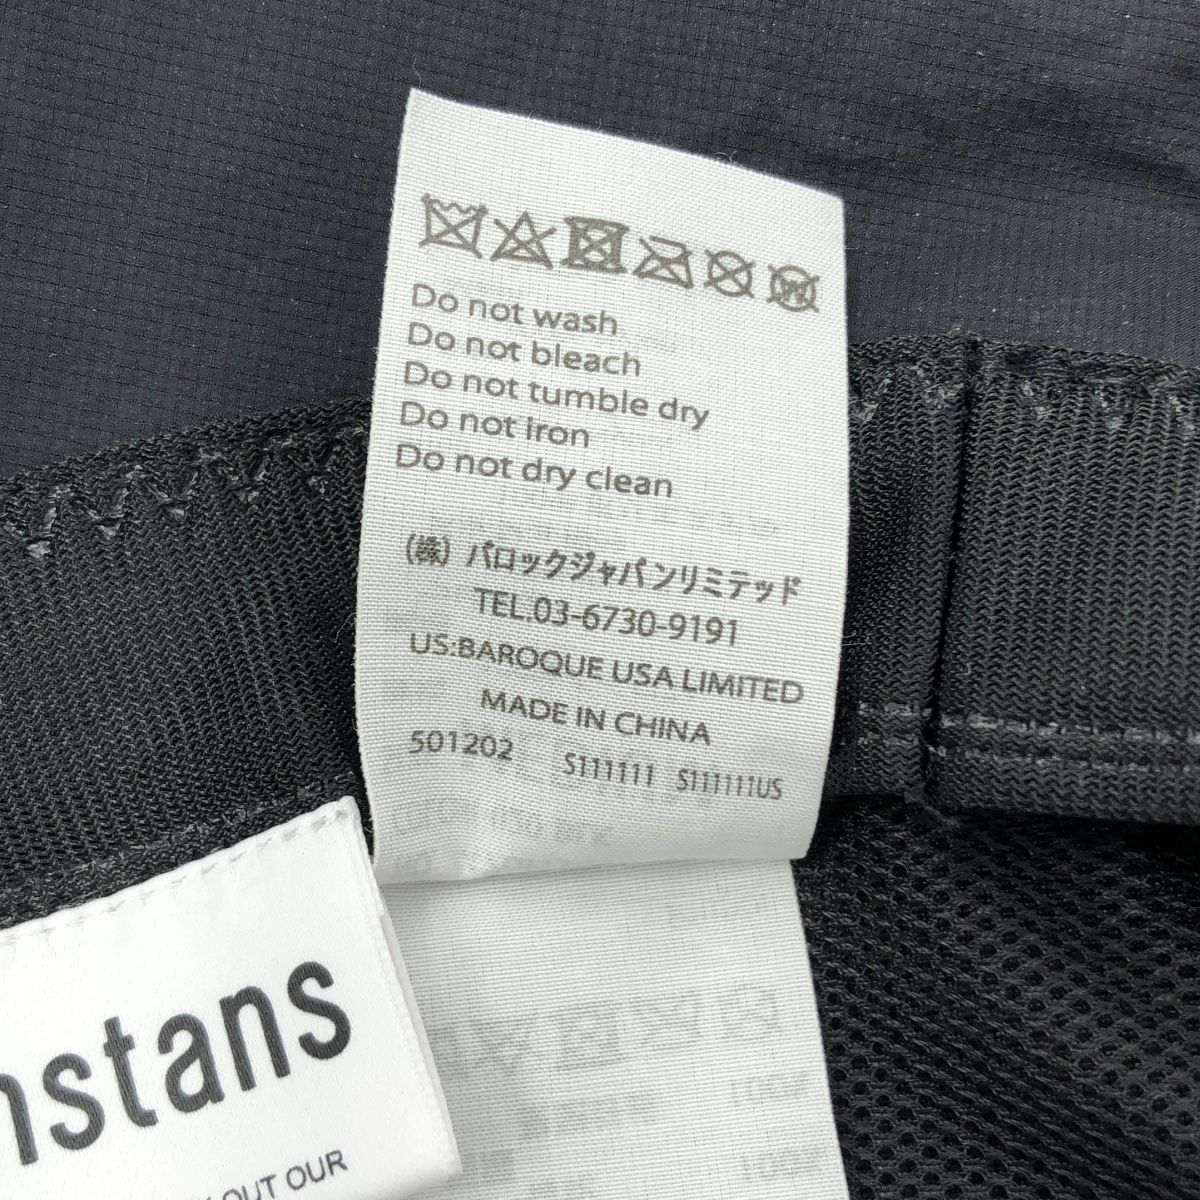 Do not wash
Do not bleach
Do not tumble dry
Do not iron
Do not dry clean
(株) バロックジャパンリミテッド
TEL.03-6730-9191
US:BAROQUE USA LIMITED
MADE IN CHINA
501202 S111111 S111111US
nstans
OUT OUR